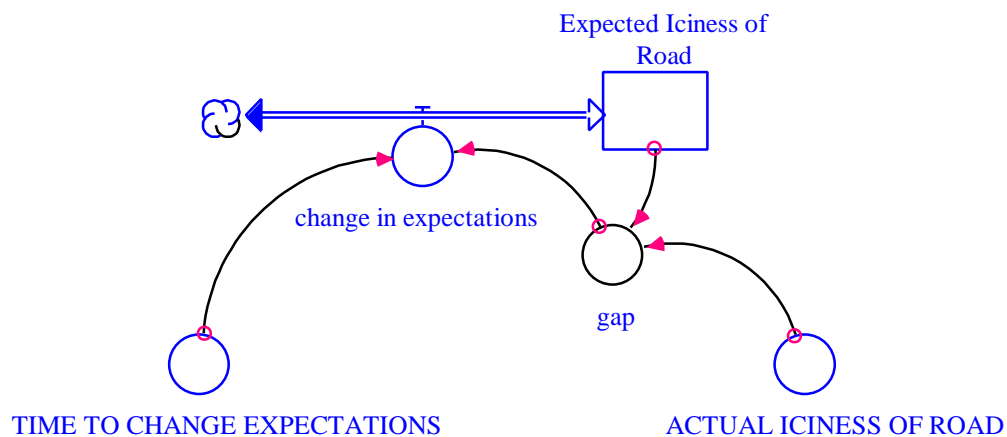 Expected Iciness of
Road
change in expectations
gap
TIME TO CHANGE EXPECTATIONS
ACTUAL ICINESS OF ROAD